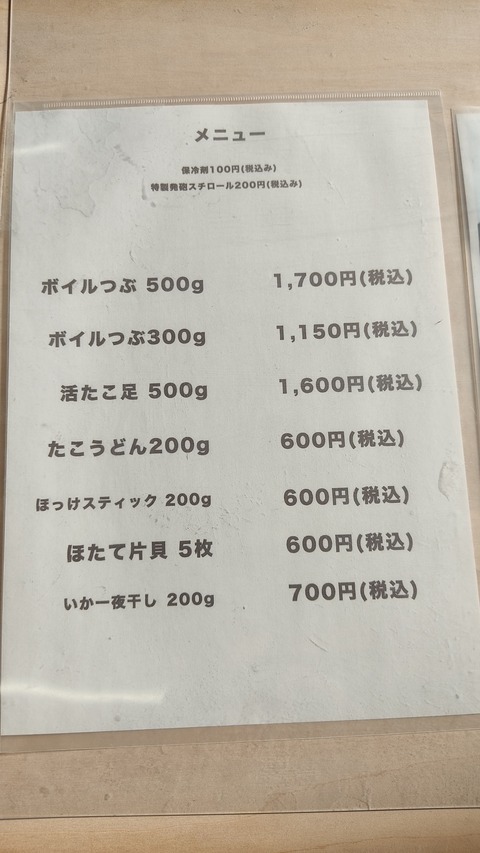 メニュー
保冷剤100円(税込み)
特製発砲スチロール200円(税込み)
ボイルつぶ 500g 1,700円(税込)
ボイルつぶ300g 1,150円(税込)
活たこ足 500g 1,600円(税込)
たこうどん200g 600円(税込)
ほっけスティック 200g 600円(税込)
ほたて片貝 5枚 600円(税込)
いか一夜干し 200g 700円(税込)